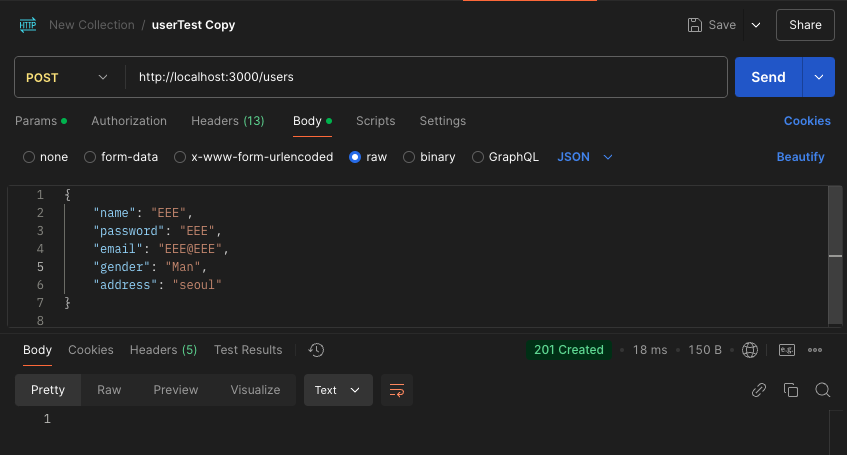 HTTP New Collection / userTest Copy Save Share
POST http://localhost:3000/users Send
Params Authorization Headers (13) Body Scripts Settings Cookies
none form-data x-www-form-urlencoded raw binary GraphQL JSON Beautify
1 {
2 "name": "EEE",
3 "password": "EEE",
4 "email": "EEE@EEE",
5 "gender": "Man",
6 "address": "seoul"
7 }
8
Body Cookies Headers (5) Test Results 201 Created • 18 ms • 150 B e.g.
Pretty Raw Preview Visualize Text
1